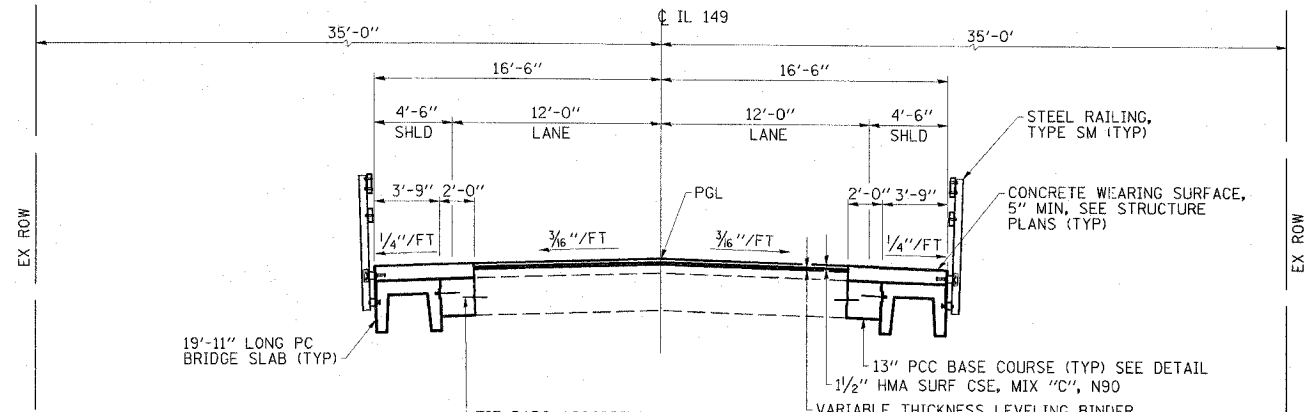 ℄ IL 149
35'-0"
35'-0'
16'-6"
16'-6"
4'-6"
SHLD
12'-0"
LANE
12'-0"
LANE
4'-6"
SHLD
STEEL RAILING,
TYPE SM (TYP)
3'-9"
2'-0"
PGL
2'-0"
3'-9"
CONCRETE WEARING SURFACE,
5" MIN, SEE STRUCTURE
PLANS (TYP)
1/4"/FT
3/16"/FT
3/16"/FT
1/4"/FT
EX ROW
EX ROW
19'-11" LONG PC
BRIDGE SLAB (TYP)
13" PCC BASE COURSE (TYP) SEE DETAIL
1 1/2" HMA SURF CSE, MIX "C", N90
VARIABLE THICKNESS LEVELING BINDER